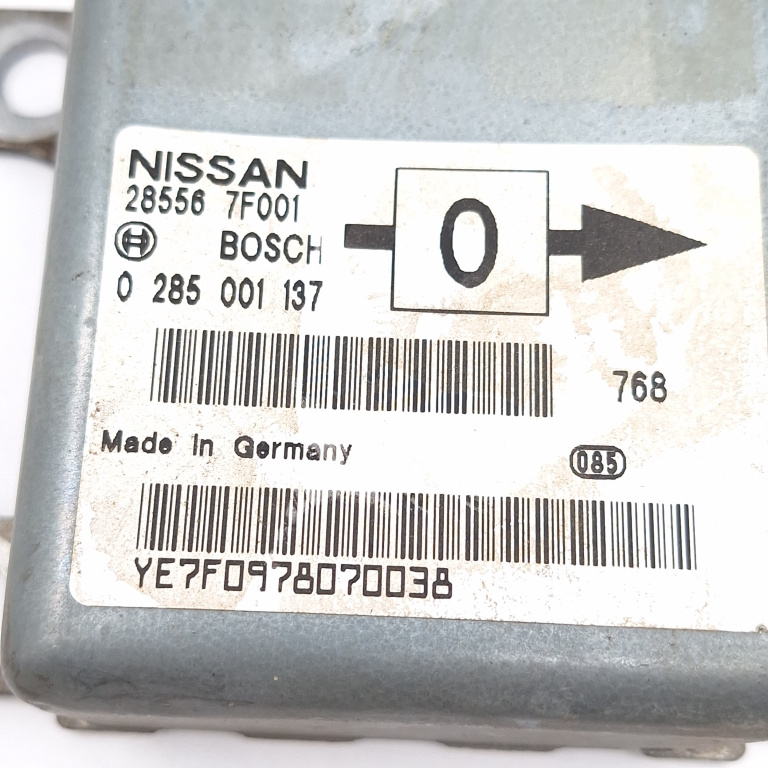 NISSAN
28556 7F001
BOSCH
0 285 001 137
0
768
Made In Germany
085
YE7F0978070038